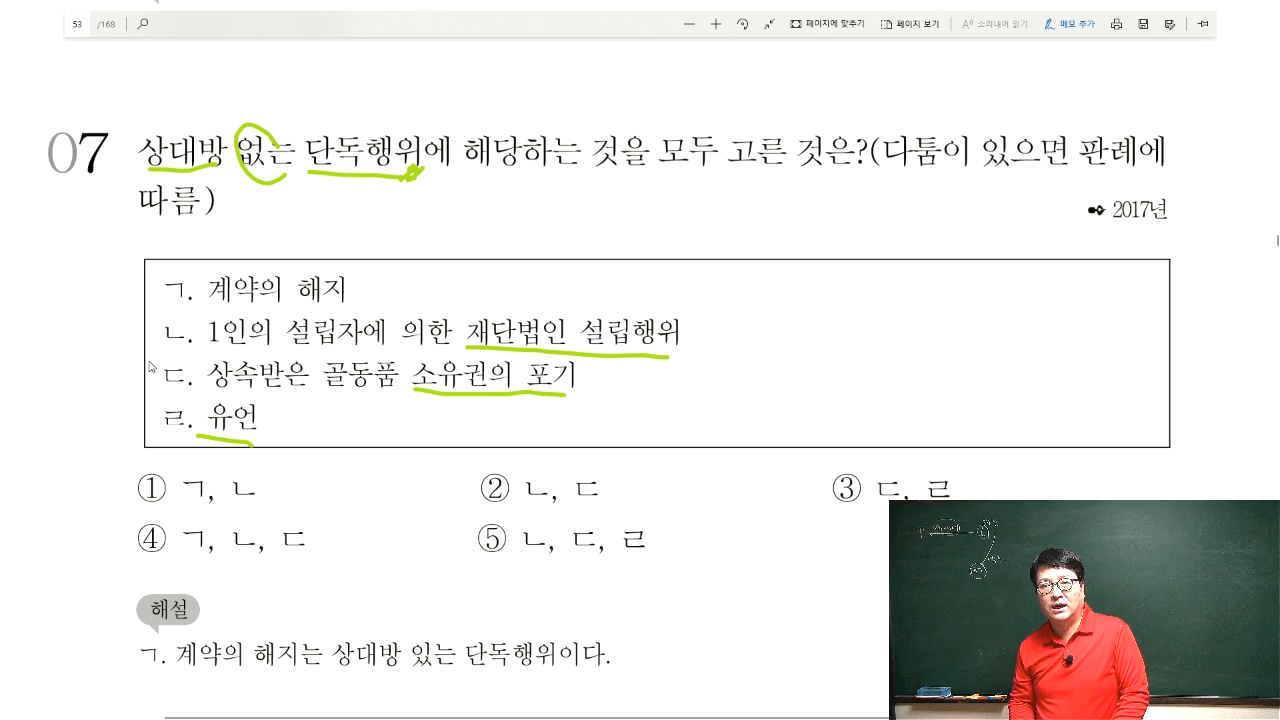 53 /168 페이지에 맞추기 페이지 보기 소리내어 읽기 메모 추가
07 상대방 없는 단독행위에 해당하는 것을 모두 고른 것은?(다툼이 있으면 판례에
따름)
2017년
ㄱ. 계약의 해지
ㄴ. 1인의 설립자에 의한 재단법인 설립행위
ㄷ. 상속받은 골동품 소유권의 포기
ㄹ. 유언
① ㄱ, ㄴ ② ㄴ, ㄷ ③ ㄷ, ㄹ
④ ㄱ, ㄴ, ㄷ ⑤ ㄴ, ㄷ, ㄹ
해설
ㄱ. 계약의 해지는 상대방 있는 단독행위이다.